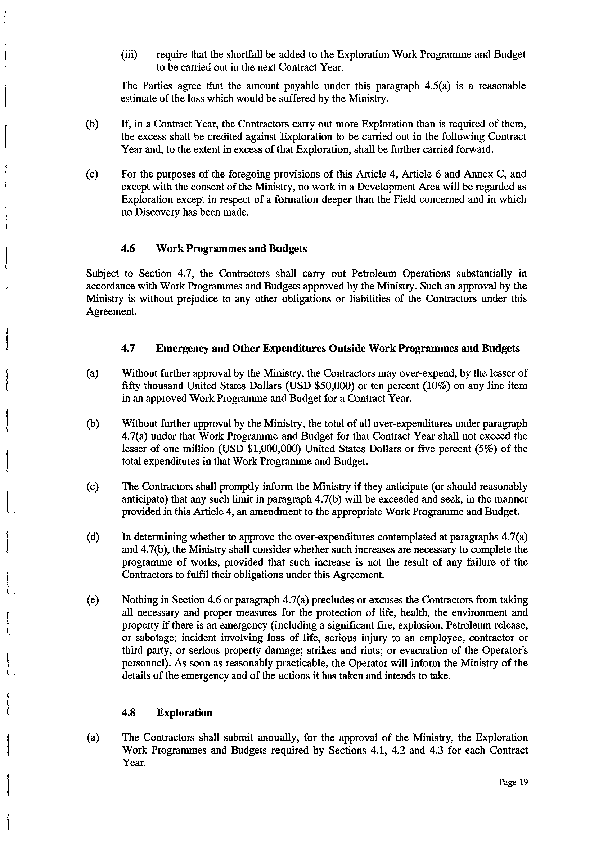 (iii) require that the shortfall be added to the Exploration Work Programme and Budget
to be carried out in the next Contract Year.
The Parties agree that the amount payable under this paragraph 4.5(a) is a reasonable
estimate of the loss which would be suffered by the Ministry.
(b) If, in a Contract Year, the Contractors carry out more Exploration than is required of them,
the excess shall be credited against Exploration to be carried out in the following Contract
Year and, to the extent in excess of that Exploration, shall be further carried forward.
(c) For the purposes of the foregoing provisions of this Article 4, Article 6 and Annex C, and
except with the consent of the Ministry, no work in a Development Area will be regarded as
Exploration except in respect of a formation deeper than the Field concerned and in which
no Discovery has been made.
4.6 Work Programmes and Budgets
Subject to Section 4.7, the Contractors shall carry out Petroleum Operations substantially in
accordance with Work Programmes and Budgets approved by the Ministry. Such an approval by the
Ministry is without prejudice to any other obligations or liabilities of the Contractors under this
Agreement.
4.7 Emergency and Other Expenditures Outside Work Programmes and Budgets
(a) Without further approval by the Ministry, the Contractors may over-expend, by the lesser of
fifty thousand United States Dollars (USD $50,000) or ten percent (10%) on any line item
in an approved Work Programme and Budget for a Contract Year.
(b) Without further approval by the Ministry, the total of all over-expenditures under paragraph
4.7(a) under that Work Programme and Budget for that Contract Year shall not exceed the
lesser of one million (USD $1,000,000) United States Dollars or five percent (5%) of the
total expenditures in that Work Programme and Budget.
(c) The Contractors shall promptly inform the Ministry if they anticipate (or should reasonably
anticipate) that any such limit in paragraph 4.7(b) will be exceeded and seek, in the manner
provided in this Article 4, an amendment to the appropriate Work Programme and Budget.
(d) In determining whether to approve the over-expenditures contemplated at paragraphs 4.7(a)
and 4.7(b), the Ministry shall consider whether such increases are necessary to complete the
programme of works, provided that such increase is not the result of any failure of the
Contractors to fulfil their obligations under this Agreement.
(e) Nothing in Section 4.6 or paragraph 4.7(a) precludes or excuses the Contractors from taking
all necessary and proper measures for the protection of life, health, the environment and
property if there is an emergency (including a significant fire, explosion, Petroleum release,
or sabotage; incident involving loss of life, serious injury to an employee, contractor or
third party, or serious property damage; strikes and riots; or evacuation of the Operator's
personnel). As soon as reasonably practicable, the Operator will inform the Ministry of the
details of the emergency and of the actions it has taken and intends to take.
4.8 Exploration
(a) The Contractors shall submit annually, for the approval of the Ministry, the Exploration
Work Programmes and Budgets required by Sections 4.1, 4.2 and 4.3 for each Contract
Year.
Page 19